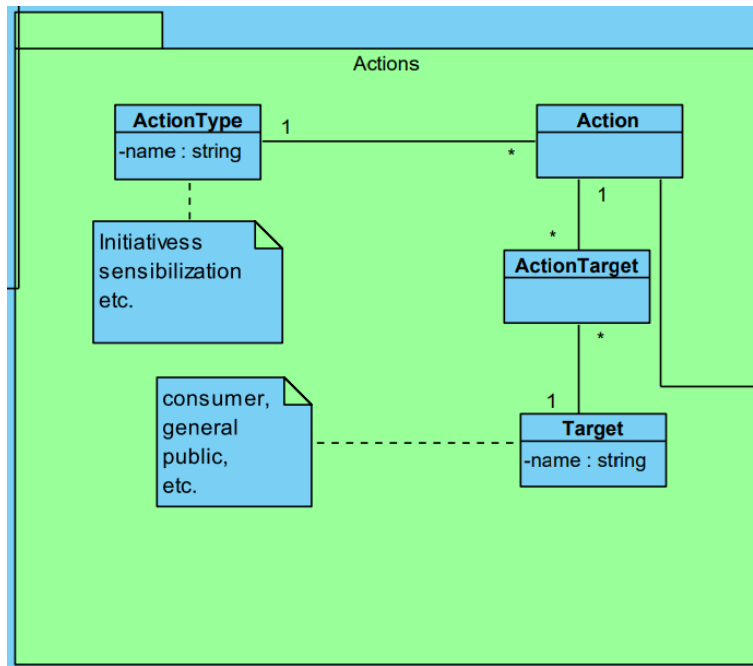 Actions
ActionType
-name : string
1
*
Action
1
*
Initiativess
sensibilization
etc.
ActionTarget
*
1
consumer,
general
public,
etc.
Target
-name : string